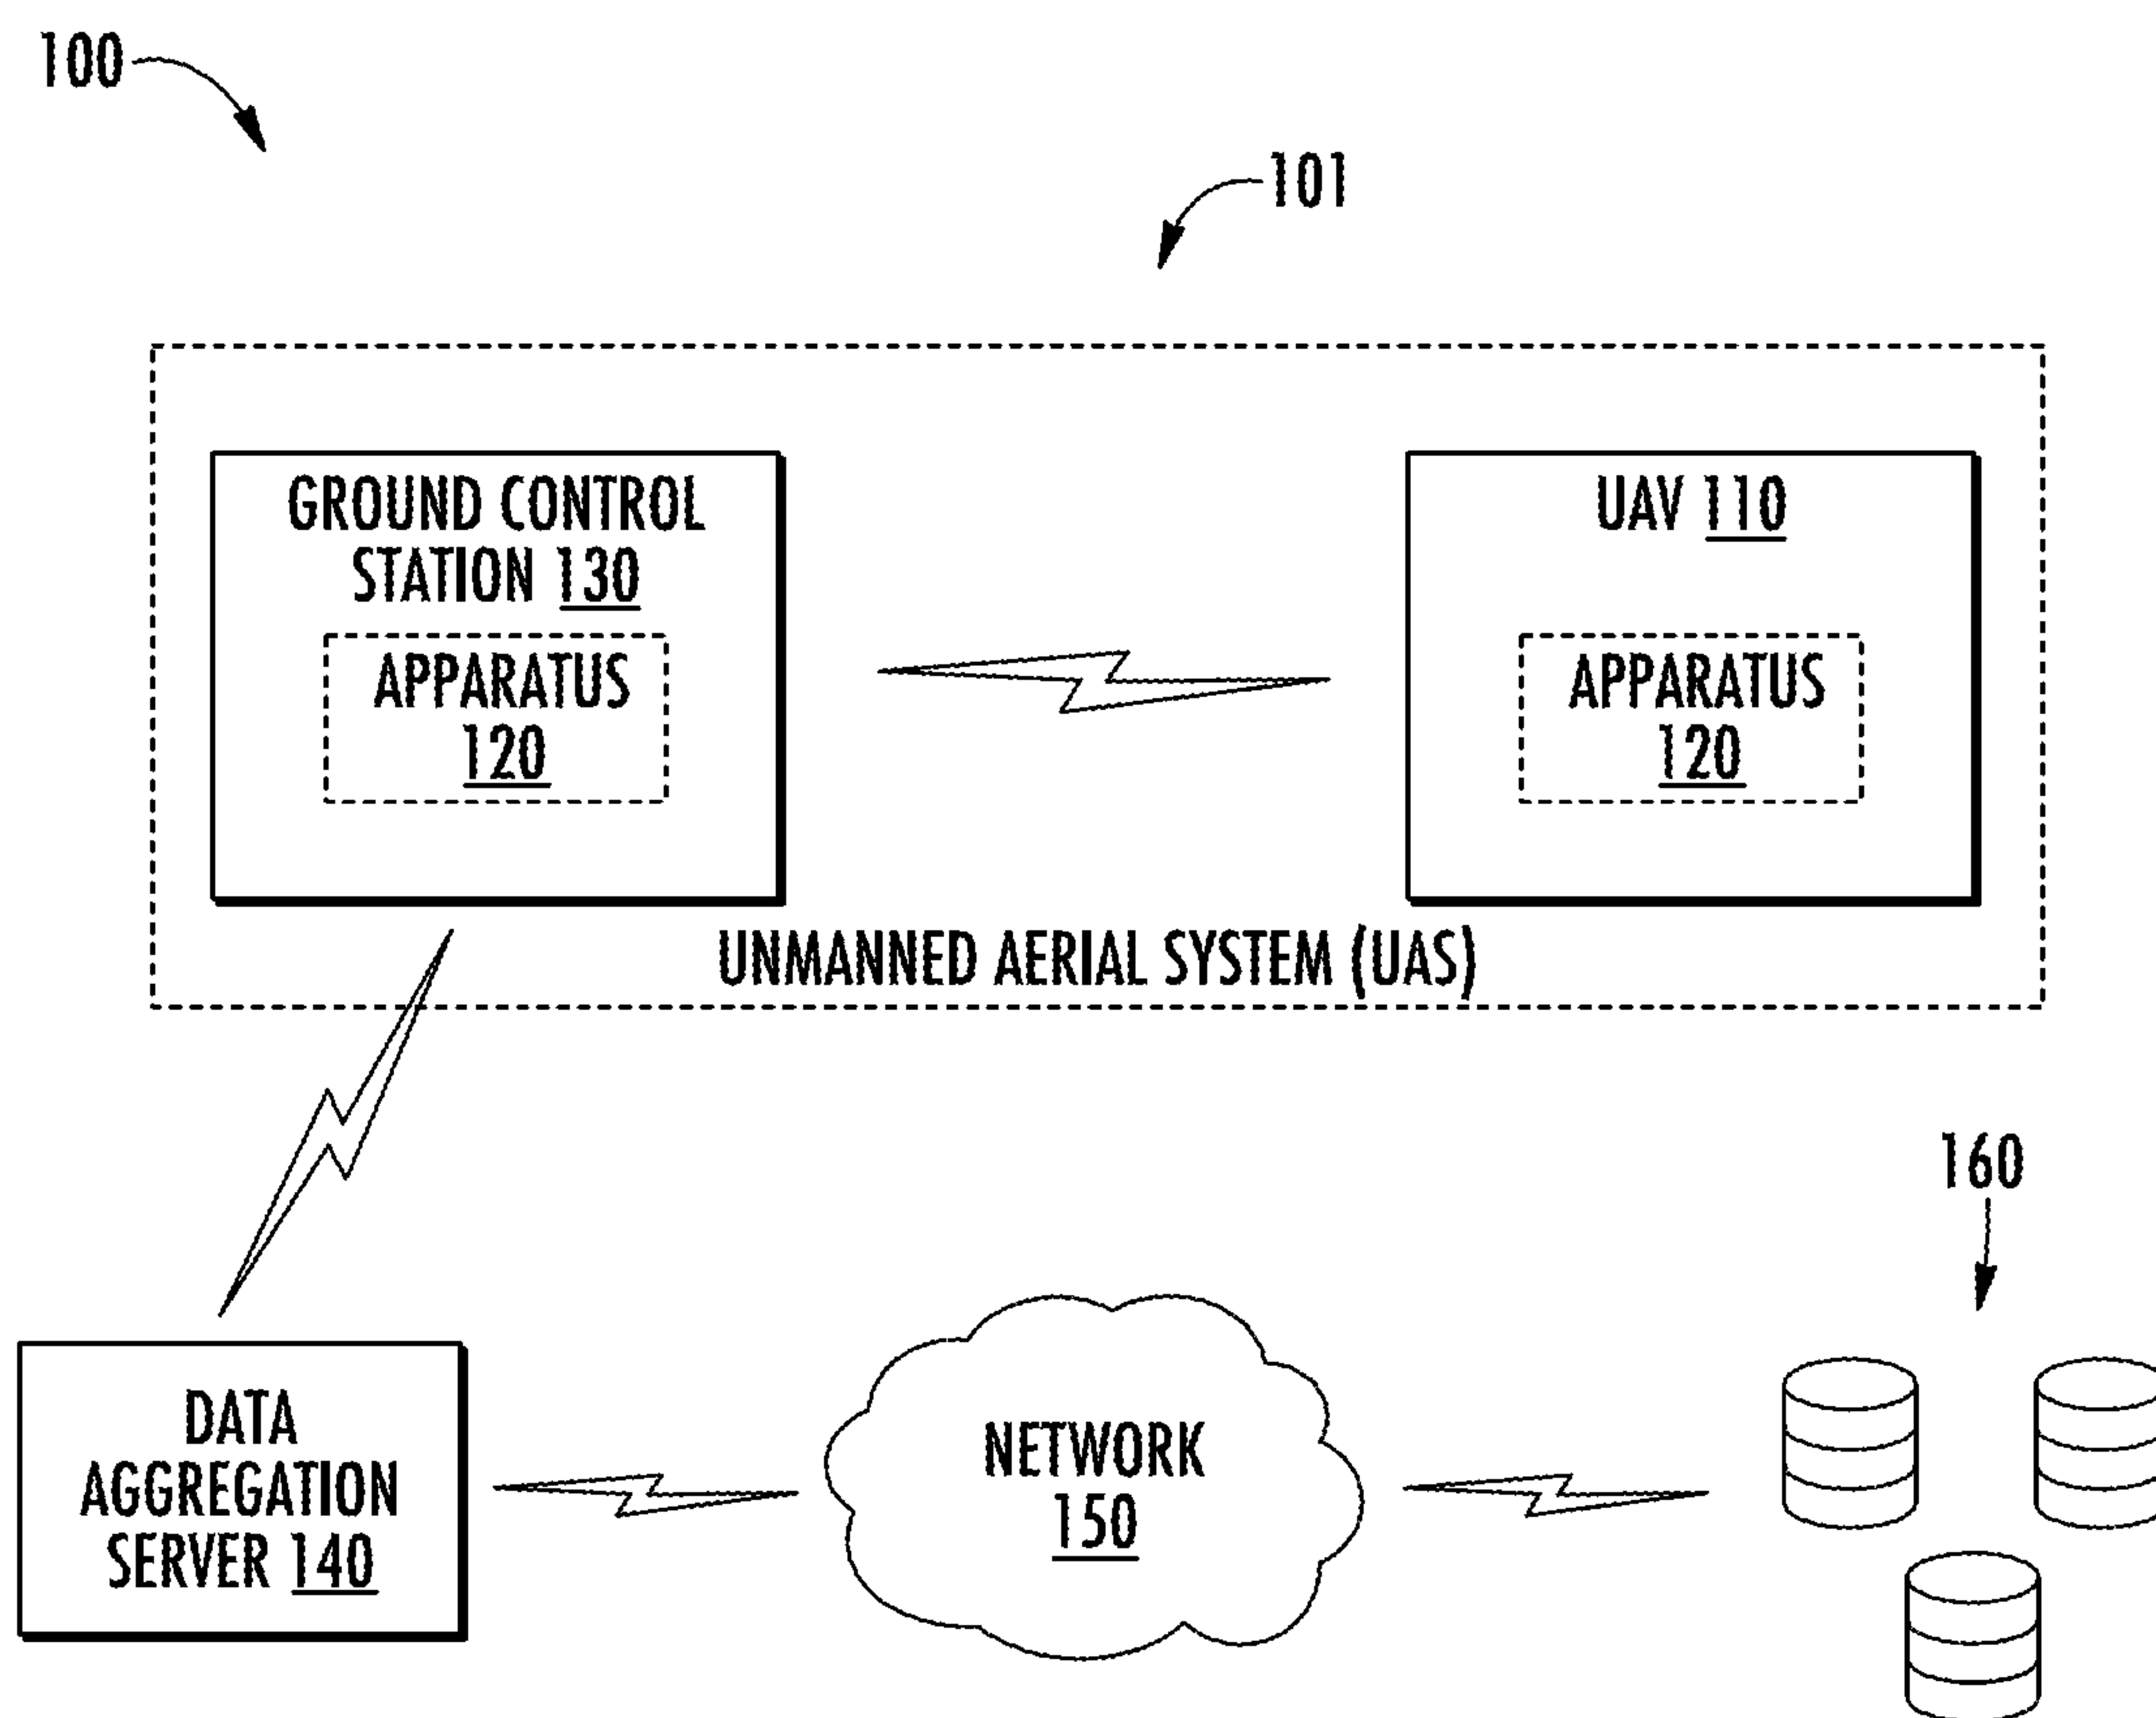 100
101
GROUND CONTROL
STATION 130
APPARATUS
120
UAV 110
APPARATUS
120
UNMANNED AERIAL SYSTEM (UAS)
160
DATA
AGGREGATION
SERVER 140
NETWORK
150